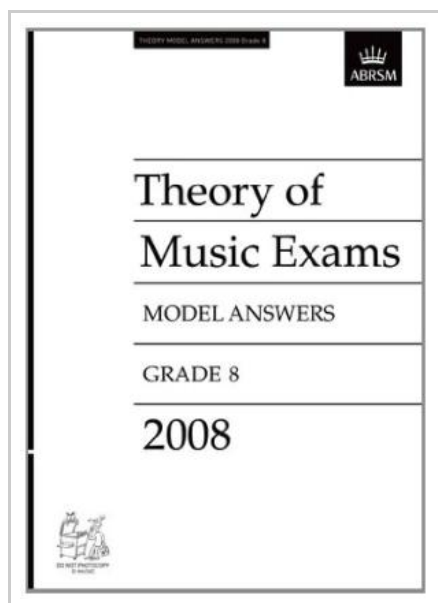 THEORY MODEL ANSWERS 2008 Grade 8
ABRSM
Theory of
Music Exams
MODEL ANSWERS
GRADE 8
2008
DO NOT PHOTOCOPY
© MUSIC